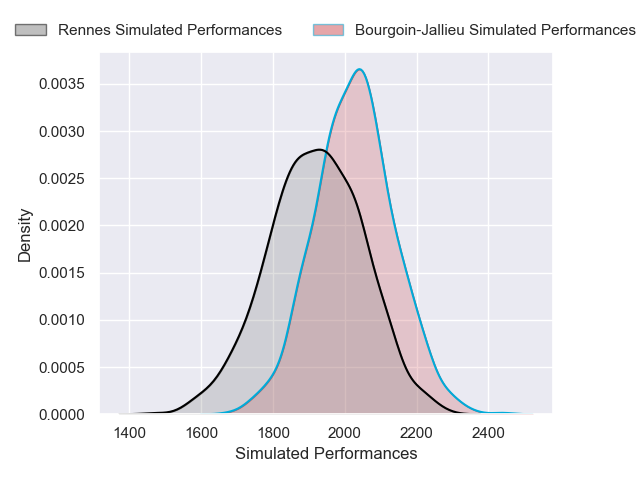 Rennes Simulated Performances
Bourgoin-Jallieu Simulated Performances
0.0035
0.0030
0.0025
0.0020
0.0015
0.0010
0.0005
0.0000
Density
1400 1600 1800 2000 2200 2400
Simulated Performances